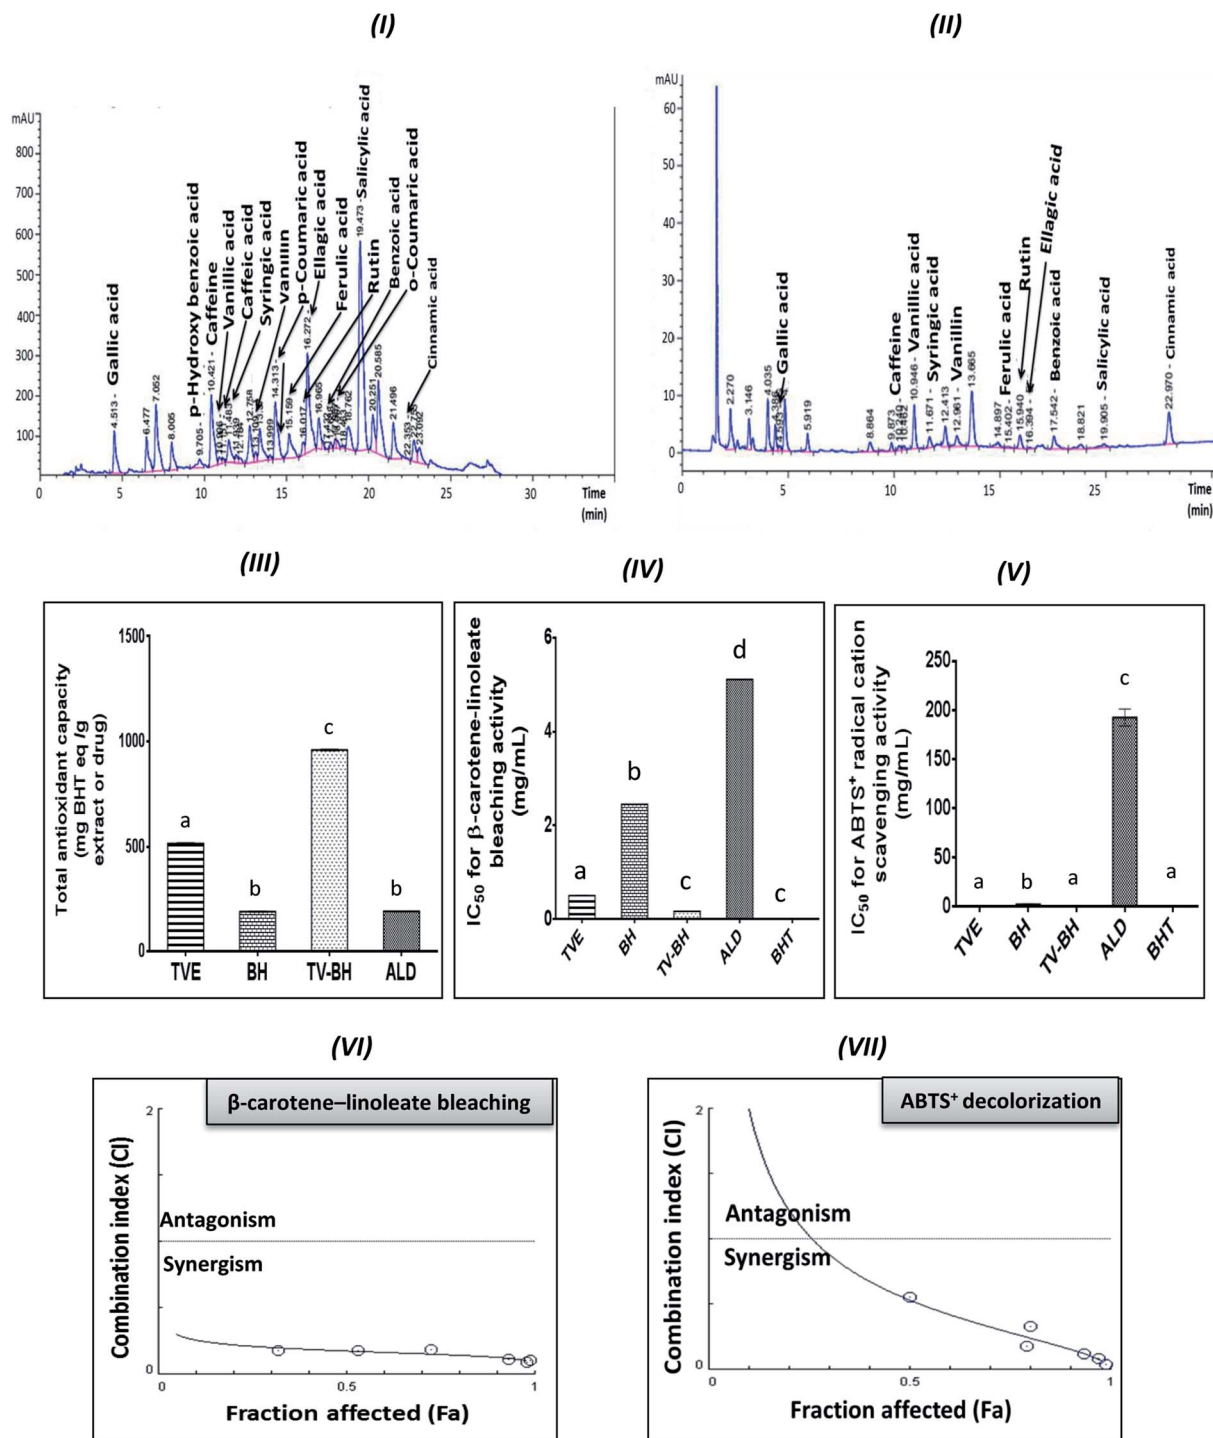 (I)
mAU
800
700
600
500
400
300
200
100
4.513 - Gallic acid
6.477
7.052
8.005
9.705 -
p-Hydroxy benzoic acid
10.421 - Caffeine
Vanillic acid
Caffeic acid
Syringic acid
12.758
13.999
vanillin
14.313 -
p-Coumaric acid
15.159
16.017
16.272 -
Ellagic acid
16.965
Ferulic acid
Rutin
19.473 - Salicylic acid
Benzoic acid
o-Coumaric acid
20.251
20.585
21.496
Cinnamic acid
0
5
10
15
20
25
30
Time
(min)
(II)
mAU
60
50
40
30
20
10
0
2.270
3.146
4.035
4.593
Gallic acid
5.919
8.864
9.873
Caffeine
10.946 - Vanillic acid
11.671 - Syringic acid
12.413
12.961 - Vanillin
13.665
14.897
15.402 - Ferulic acid
15.940
Rutin
16.394 -
Ellagic acid
17.542 - Benzoic acid
18.821
19.905 - Salicylic acid
22.970 - Cinnamic acid
0
5
10
15
25
Time
(min)
(III)
Total antioxidant capacity
(mg BHT eq /g
extract or drug)
1500
1000
500
0
a
b
c
b
TVE
BH
TV-BH
ALD
(IV)
IC50 for β-carotene-linoleate
bleaching activity
(mg/mL)
6
4
2
0
a
b
c
d
c
TVE
BH
TV-BH
ALD
BHT
(V)
IC50 for ABTS+ radical cation
scavenging activity
(mg/mL)
250
200
150
100
50
0
a
b
a
c
a
TVE
BH
TV-BH
ALD
BHT
(VI)
β-carotene–linoleate bleaching
Combination index (CI)
2
Antagonism
Synergism
0
0
0.5
1
Fraction affected (Fa)
(VII)
ABTS+ decolorization
Combination index (CI)
2
Antagonism
Synergism
0
0
0.5
1
Fraction affected (Fa)